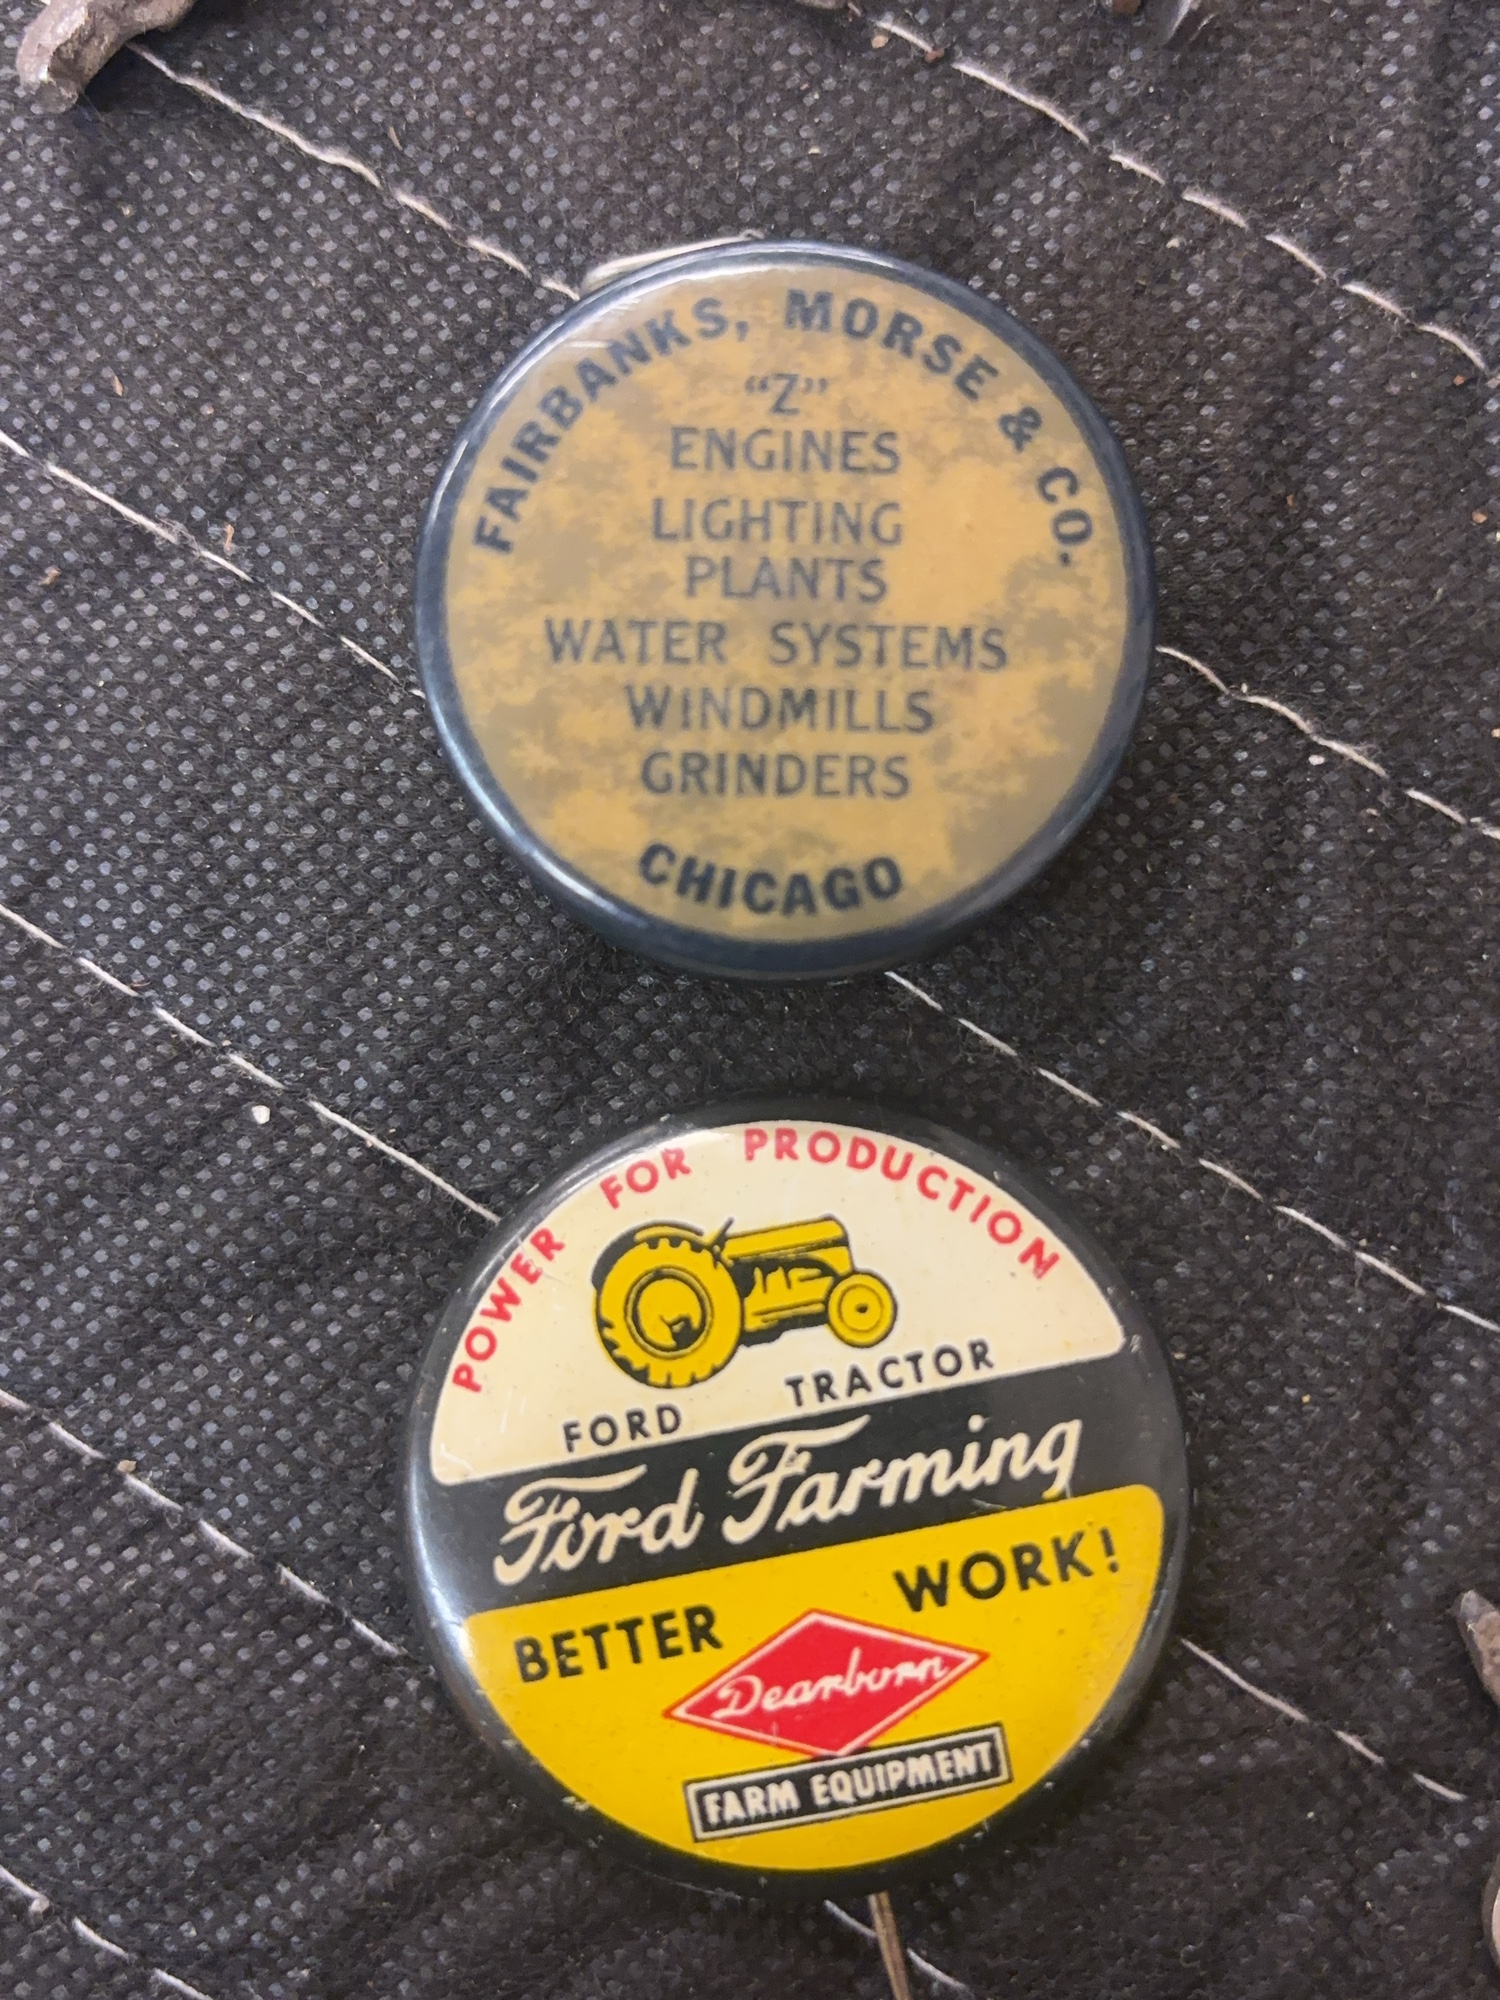 FAIRBANKS, MORSE & CO.
"Z"
ENGINES
LIGHTING
PLANTS
WATER SYSTEMS
WINDMILLS
GRINDERS
CHICAGO
POWER FOR PRODUCTION
FORD TRACTOR
Ford Farming
BETTER WORK!
Dearborn
FARM EQUIPMENT